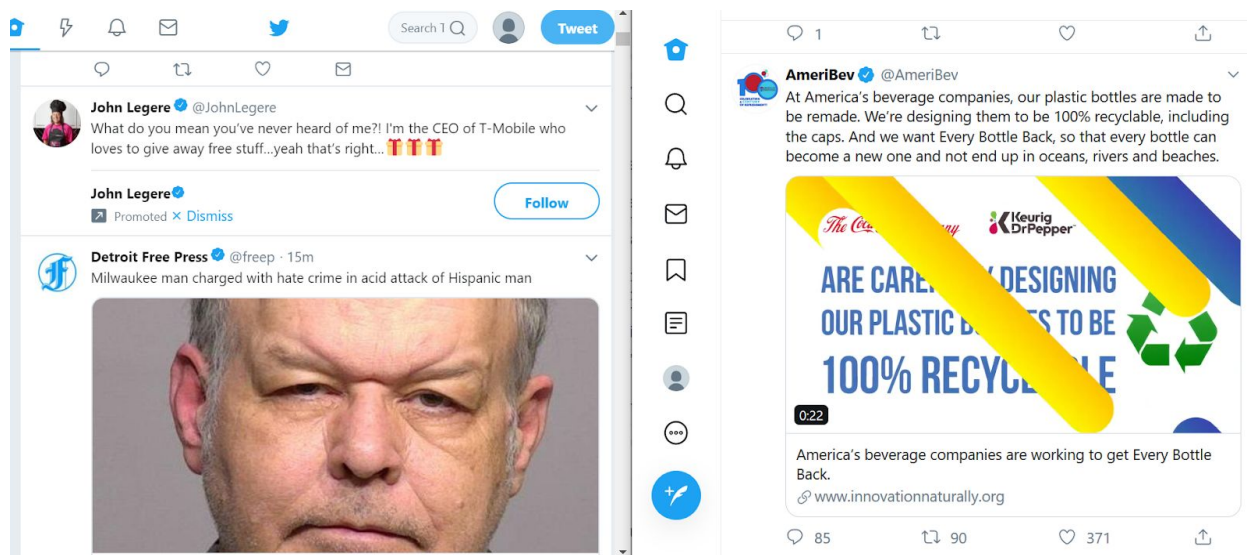 Search T
Tweet
John Legere @JohnLegere
What do you mean you've never heard of me?! I'm the CEO of T-Mobile who
loves to give away free stuff...yeah that's right...
John Legere
Follow
Promoted × Dismiss
Detroit Free Press @freep · 15m
Milwaukee man charged with hate crime in acid attack of Hispanic man
1
AmeriBev @AmeriBev
At America's beverage companies, our plastic bottles are made to
be remade. We're designing them to be 100% recyclable, including
the caps. And we want Every Bottle Back, so that every bottle can
become a new one and not end up in oceans, rivers and beaches.
100
The Co ny
Keurig
DrPepper
ARE CARE DESIGNING
OUR PLASTIC B ES TO BE
100% RECYC LE
0:22
America's beverage companies are working to get Every Bottle
Back.
www.innovationnaturally.org
85 90 371